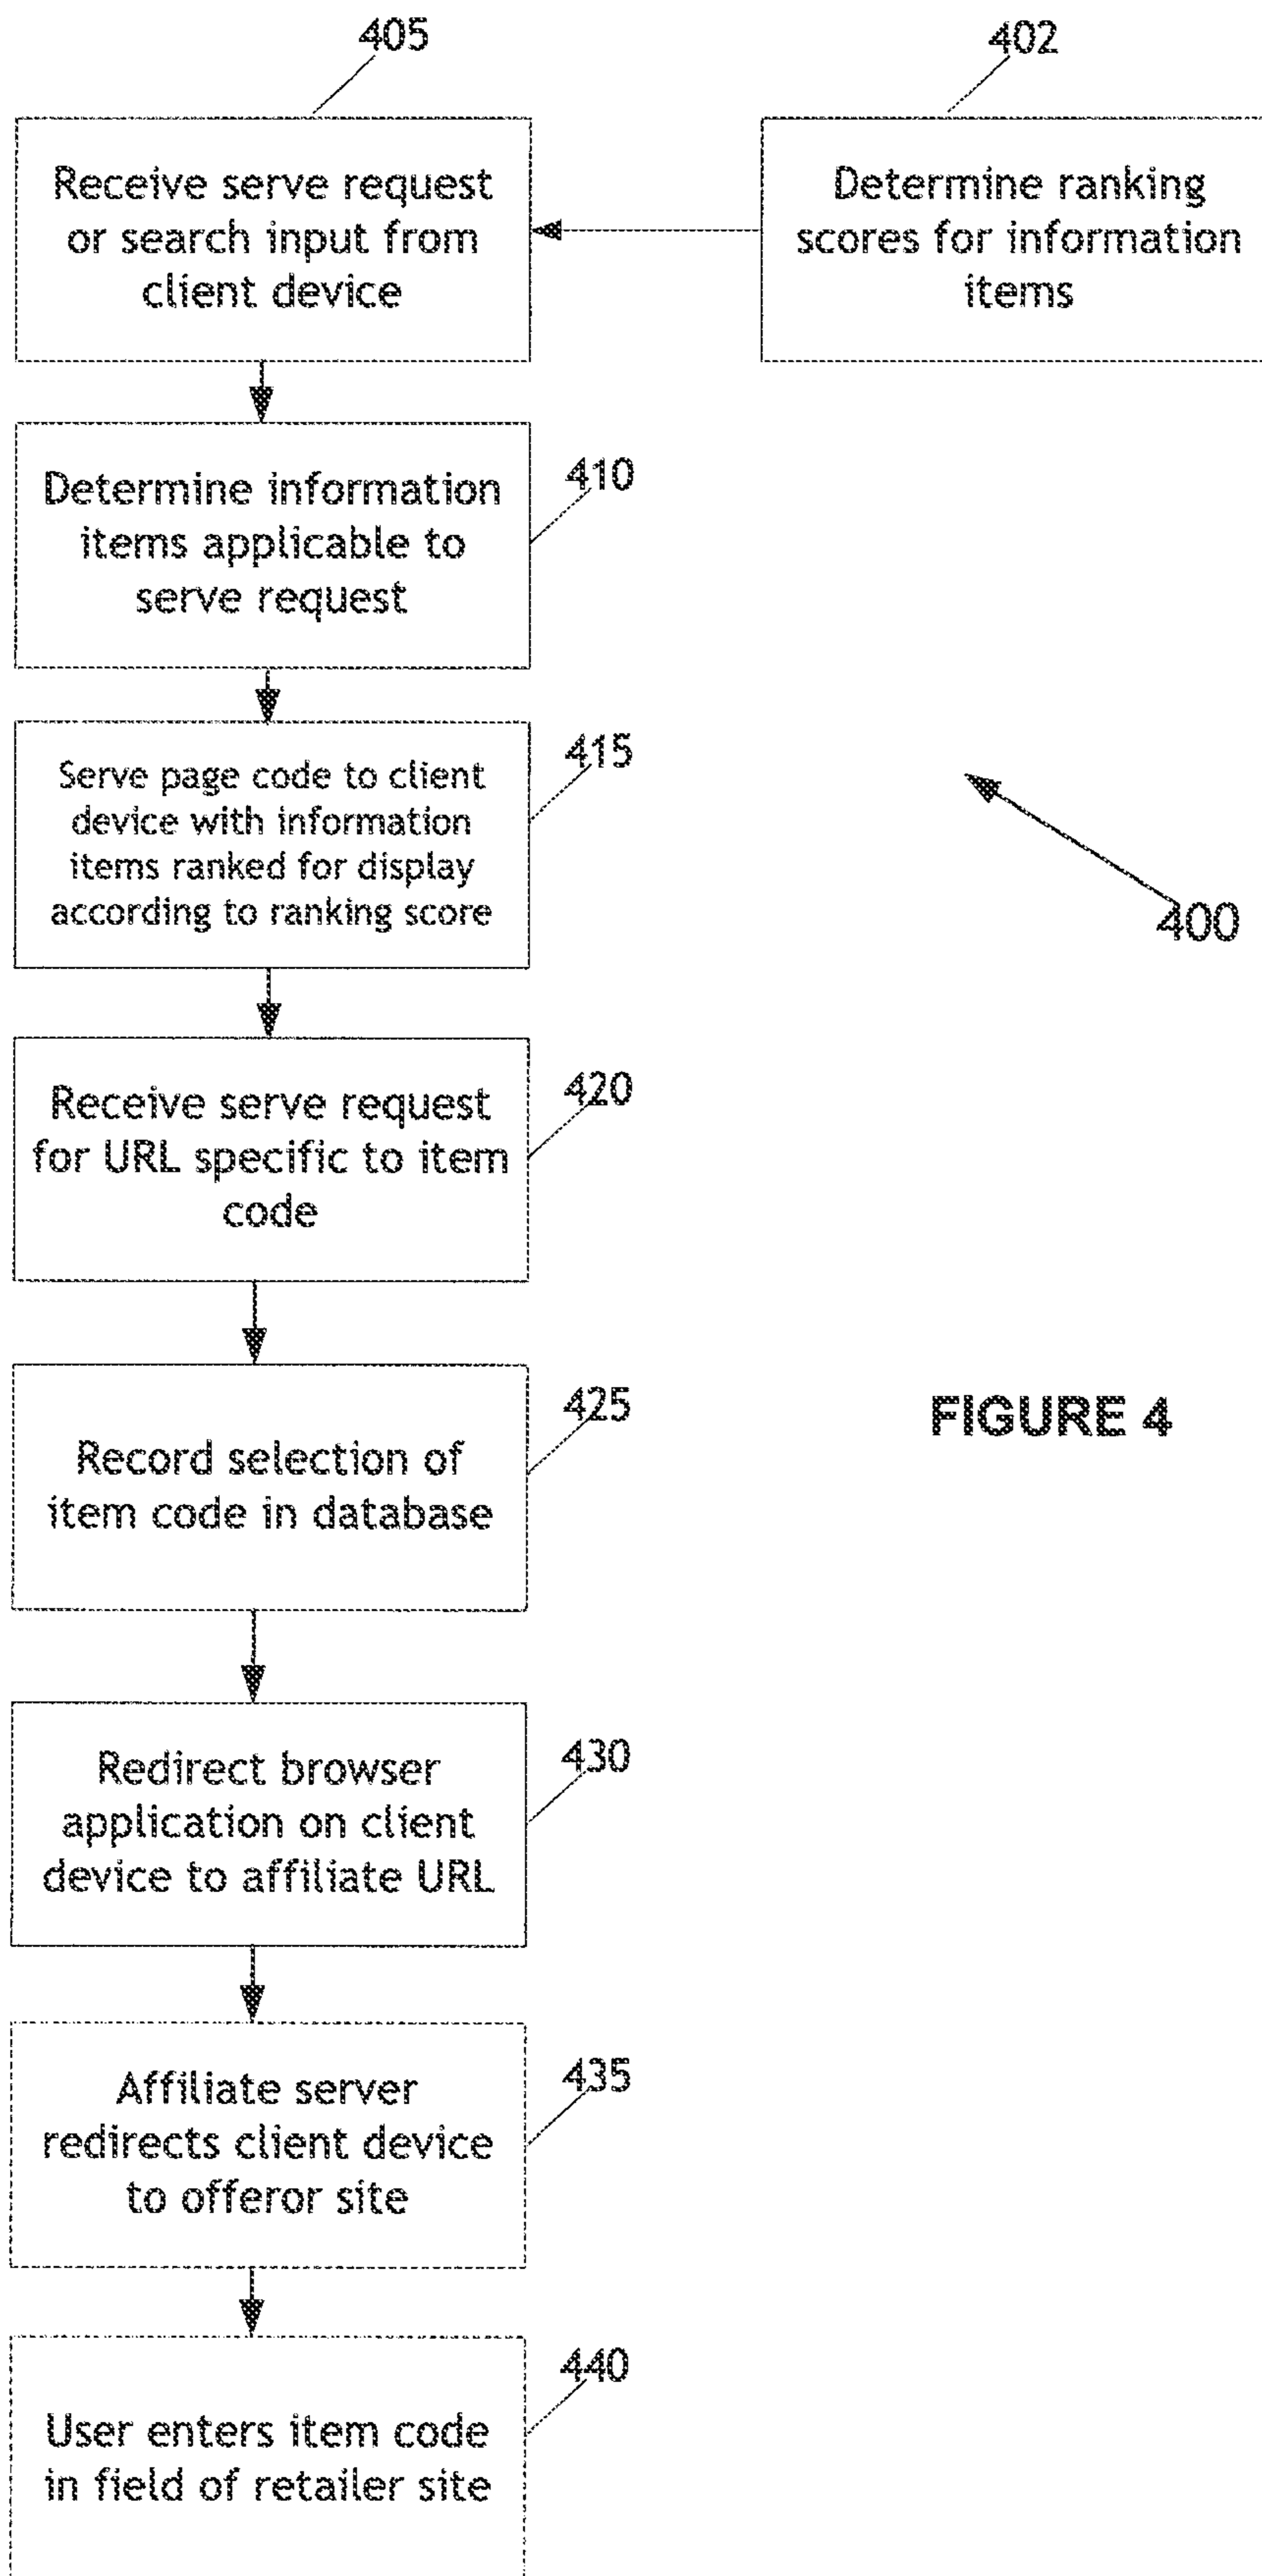 405
402
Receive serve request
or search input from
client device
Determine ranking
scores for information
items
Determine information
items applicable to
serve request
410
Serve page code to client
device with information
items ranked for display
according to ranking score
415
400
Receive serve request
for URL specific to item
code
420
Record selection of
item code in database
425
FIGURE 4
Redirect browser
application on client
device to affiliate URL
430
Affiliate server
redirects client device
to offeror site
435
User enters item code
in field of retailer site
440